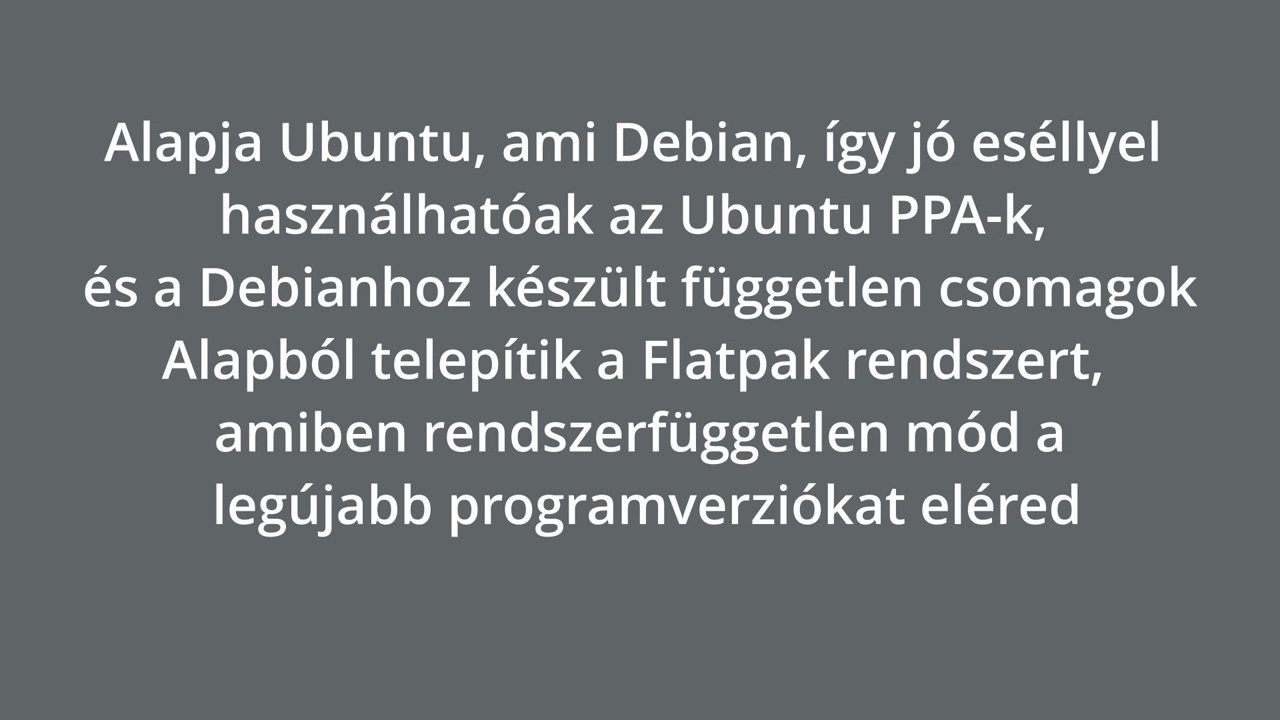 Alapja Ubuntu, ami Debian, így jó eséllyel
használhatóak az Ubuntu PPA-k,
és a Debianhoz készült független csomagok
Alapból telepítik a Flatpak rendszert,
amiben rendszerfüggetlen mód a
legújabb programverziókat eléred